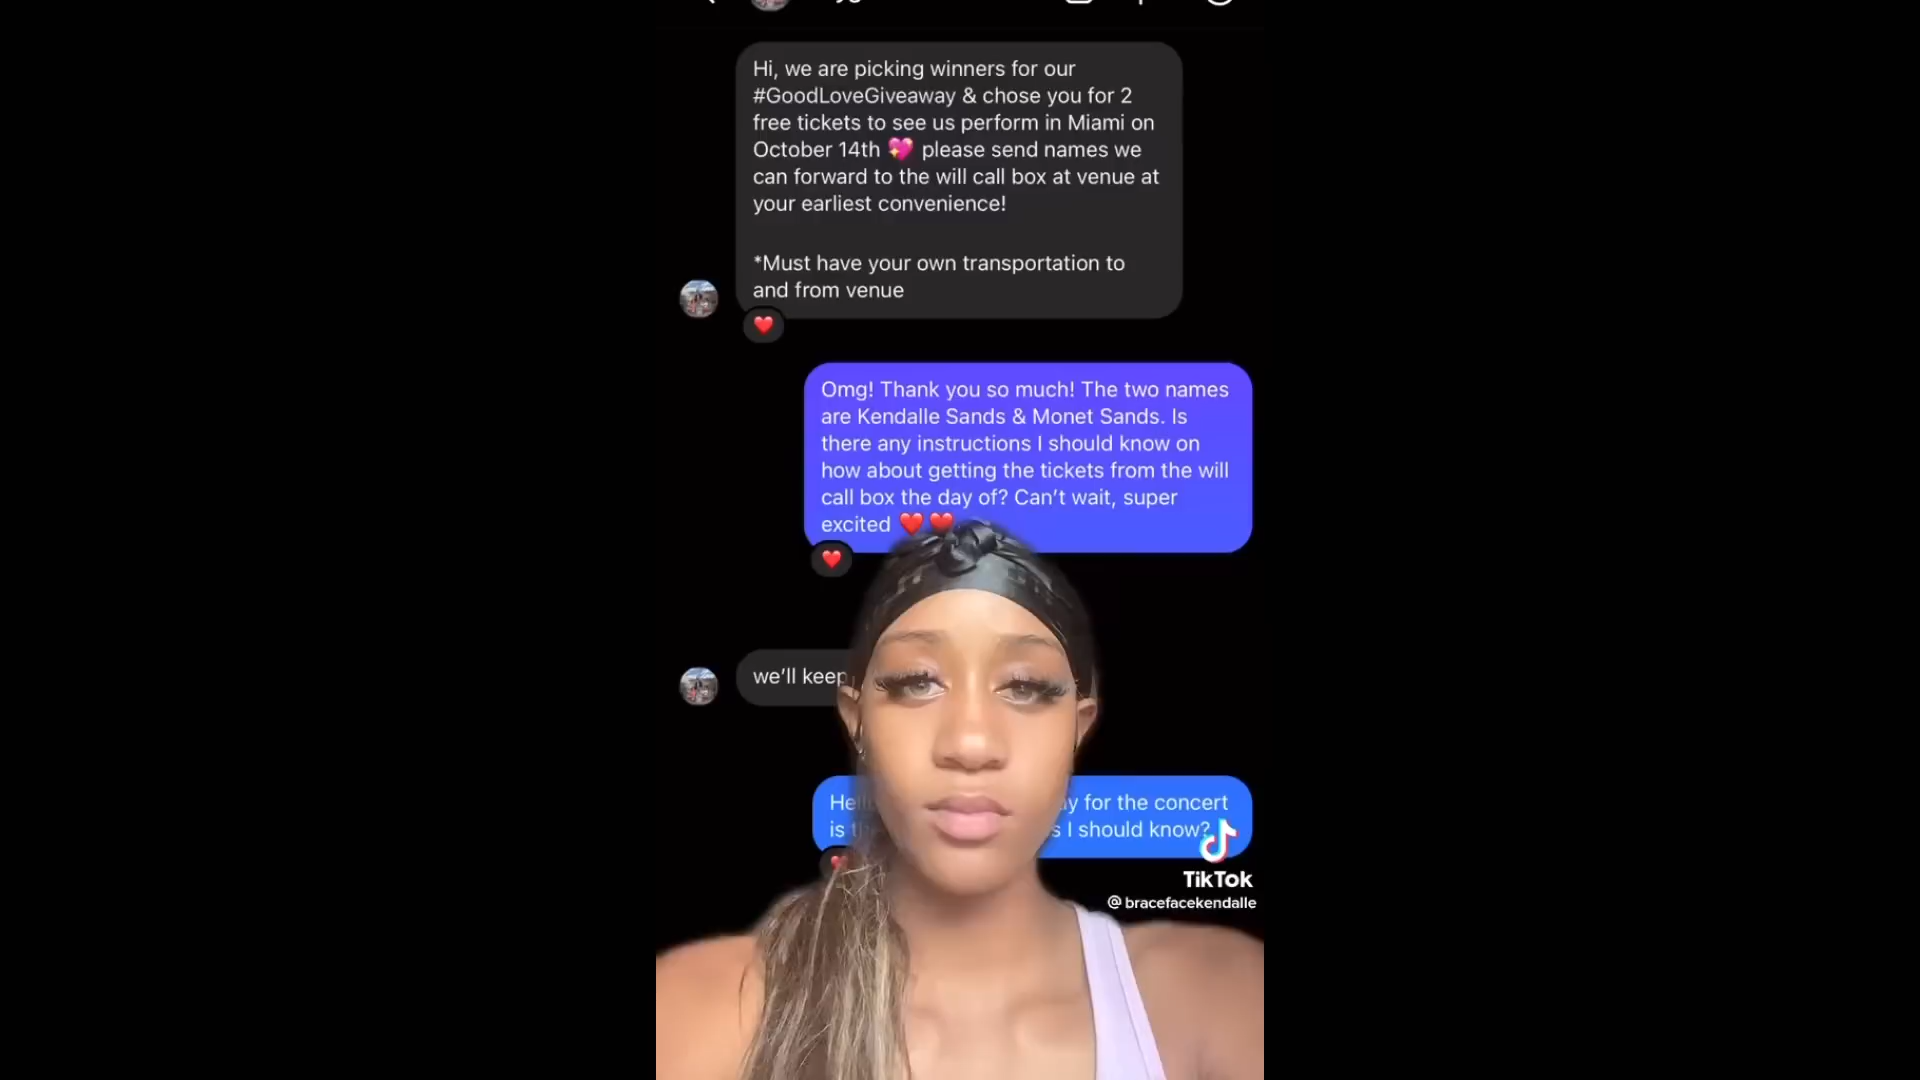 Hi, we are picking winners for our
#GoodLoveGiveaway & chose you for 2
free tickets to see us perform in Miami on
October 14th 💖 please send names we
can forward to the will call box at venue at
your earliest convenience!
*Must have your own transportation to
and from venue
Omg! Thank you so much! The two names
are Kendalle Sands & Monet Sands. Is
there any instructions I should know on
how about getting the tickets from the will
call box the day of? Can't wait, super
excited ❤️ ❤️
we'll keep
for the concert
I should know?
TikTok
@bracefacekendalle